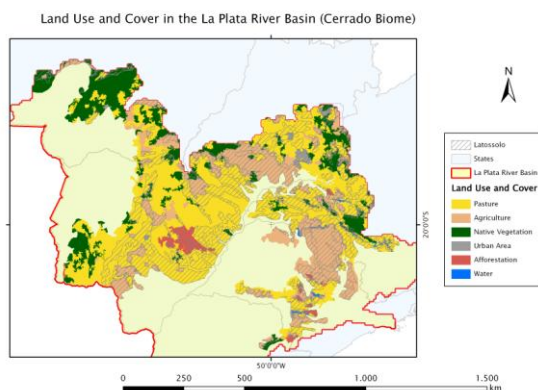 Land Use and Cover in the La Plata River Basin (Cerrado Biome)
N
Latossolo
States
La Plata River Basin
Land Use and Cover
Pasture
Agriculture
Native Vegetation
Urban Area
Afforestation
Water
20°0'0"S
50°0'0"W
0 250 500 1.000 1.500
km